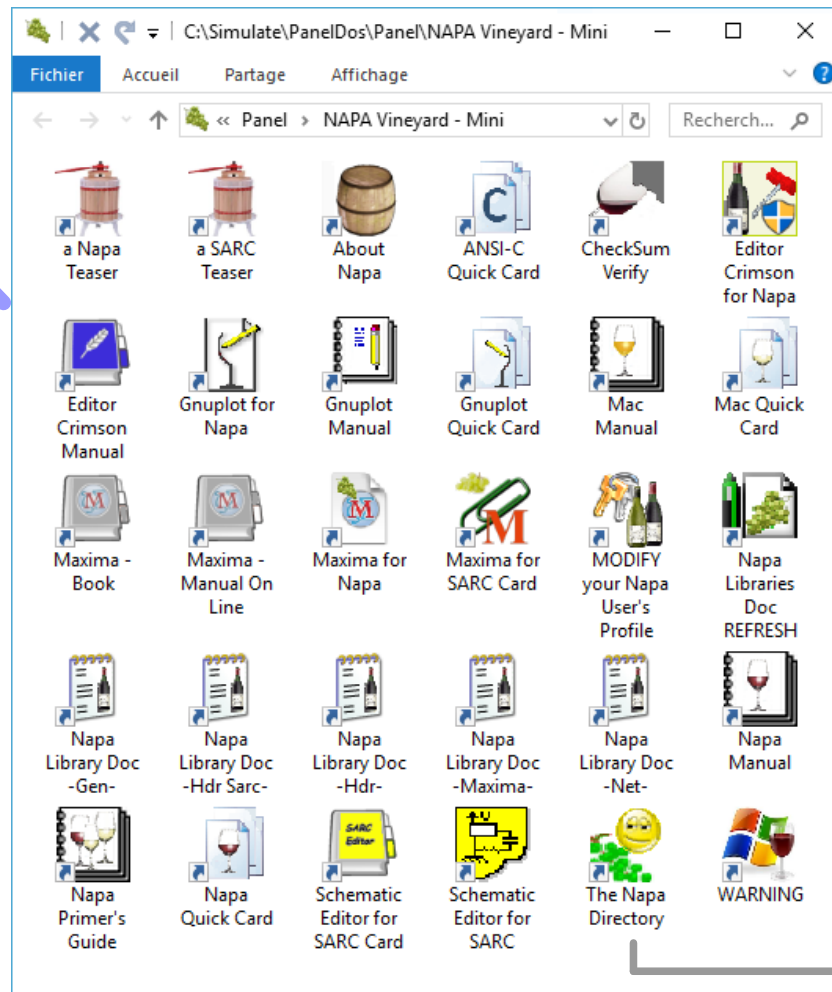 C:\Simulate\PanelDos\Panel\NAPA Vineyard - Mini
Fichier Accueil Partage Affichage
« Panel > NAPA Vineyard - Mini Recherch...
a Napa
Teaser
a SARC
Teaser
About
Napa
C
ANSI-C
Quick Card
CheckSum
Verify
Editor
Crimson
for Napa
Editor
Crimson
Manual
Gnuplot for
Napa
Gnuplot
Manual
Gnuplot
Quick Card
Mac
Manual
Mac Quick
Card
M
Maxima -
Book
M
Maxima -
Manual On
Line
M
Maxima for
Napa
M
Maxima for
SARC Card
MODIFY
your Napa
User's
Profile
Napa
Libraries
Doc
REFRESH
Napa
Library Doc
-Gen-
Napa
Library Doc
-Hdr Sarc-
Napa
Library Doc
-Hdr-
Napa
Library Doc
-Maxima-
Napa
Library Doc
-Net-
Napa
Manual
Napa
Primer's
Guide
Napa
Quick Card
SARC
Editor
Schematic
Editor for
SARC Card
U
Schematic
Editor for
SARC
The Napa
Directory
WARNING